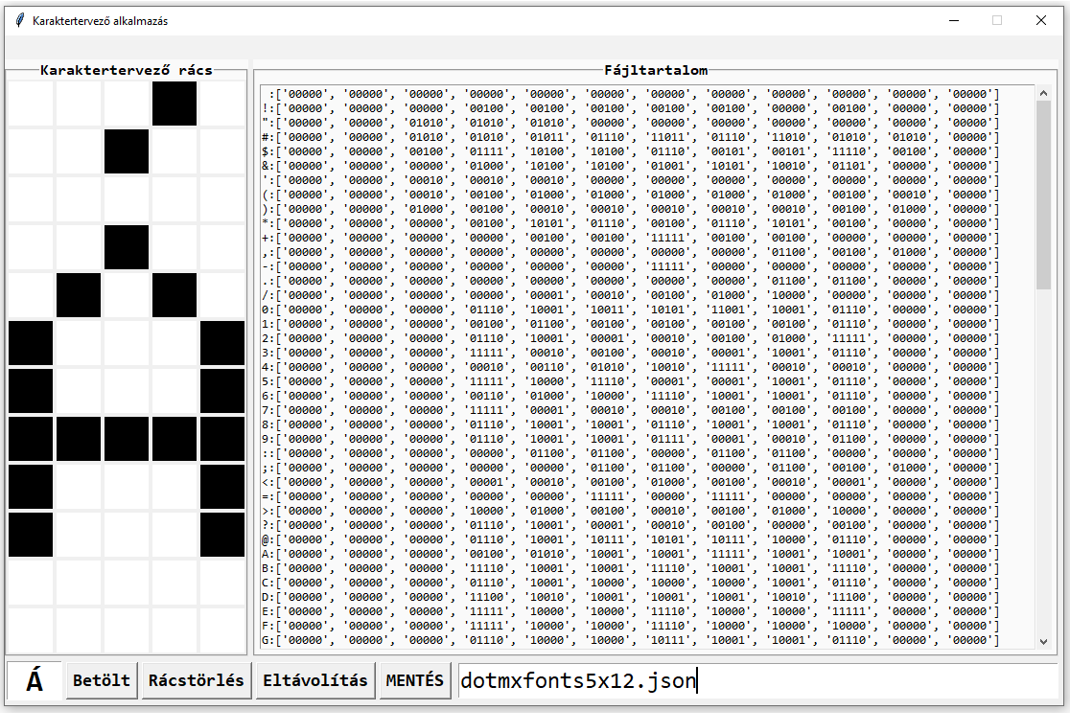 Karaktertervező alkalmazás
Karaktertervező rács
Fájltartalom
 :['00000', '00000', '00000', '00000', '00000', '00000', '00000', '00000', '00000', '00000', '00000', '00000']
!:['00000', '00000', '00000', '00100', '00100', '00100', '00100', '00100', '00000', '00100', '00000', '00000']
":['00000', '00000', '01010', '01010', '01010', '00000', '00000', '00000', '00000', '00000', '00000', '00000']
#:['00000', '00000', '01010', '01010', '01011', '01110', '11011', '01110', '11010', '01010', '01010', '00000']
$:['00000', '00000', '00100', '01111', '10100', '10100', '01110', '00101', '00101', '11110', '00100', '00000']
&:['00000', '00000', '00000', '01000', '10100', '10100', '01001', '10101', '10010', '01101', '00000', '00000']
':['00000', '00000', '00010', '00010', '00010', '00000', '00000', '00000', '00000', '00000', '00000', '00000']
(:['00000', '00000', '00010', '00100', '01000', '01000', '01000', '01000', '01000', '00100', '00010', '00000']
):['00000', '00000', '01000', '00100', '00010', '00010', '00010', '00010', '00010', '00100', '01000', '00000']
*:['00000', '00000', '00000', '00100', '10101', '01110', '00100', '01110', '10101', '00100', '00000', '00000']
+:['00000', '00000', '00000', '00000', '00100', '00100', '11111', '00100', '00100', '00000', '00000', '00000']
,:['00000', '00000', '00000', '00000', '00000', '00000', '00000', '00000', '01100', '00100', '01000', '00000']
-:['00000', '00000', '00000', '00000', '00000', '00000', '11111', '00000', '00000', '00000', '00000', '00000']
.:['00000', '00000', '00000', '00000', '00000', '00000', '00000', '00000', '01100', '01100', '00000', '00000']
/:['00000', '00000', '00000', '00000', '00001', '00010', '00100', '01000', '10000', '00000', '00000', '00000']
0:['00000', '00000', '00000', '01110', '10001', '10011', '10101', '11001', '10001', '01110', '00000', '00000']
1:['00000', '00000', '00000', '00100', '01100', '00100', '00100', '00100', '00100', '01110', '00000', '00000']
2:['00000', '00000', '00000', '01110', '10001', '00001', '00010', '00100', '01000', '11111', '00000', '00000']
3:['00000', '00000', '00000', '11111', '00010', '00100', '00010', '00001', '10001', '01110', '00000', '00000']
4:['00000', '00000', '00000', '00010', '00110', '01010', '10010', '11111', '00010', '00010', '00000', '00000']
5:['00000', '00000', '00000', '11111', '10000', '11110', '00001', '00001', '10001', '01110', '00000', '00000']
6:['00000', '00000', '00000', '00110', '01000', '10000', '11110', '10001', '10001', '01110', '00000', '00000']
7:['00000', '00000', '00000', '11111', '00001', '00010', '00010', '00100', '00100', '00100', '00000', '00000']
8:['00000', '00000', '00000', '01110', '10001', '10001', '01110', '10001', '10001', '01110', '00000', '00000']
9:['00000', '00000', '00000', '01110', '10001', '10001', '01111', '00001', '00010', '01100', '00000', '00000']
::['00000', '00000', '00000', '00000', '01100', '01100', '00000', '01100', '01100', '00000', '00000', '00000']
;:['00000', '00000', '00000', '00000', '00000', '01100', '01100', '00000', '01100', '00100', '01000', '00000']
<:['00000', '00000', '00000', '00001', '00010', '00100', '01000', '00100', '00010', '00001', '00000', '00000']
=:['00000', '00000', '00000', '00000', '00000', '11111', '00000', '11111', '00000', '00000', '00000', '00000']
>:['00000', '00000', '00000', '10000', '01000', '00100', '00010', '00100', '01000', '10000', '00000', '00000']
?:['00000', '00000', '00000', '01110', '10001', '00001', '00010', '00100', '00000', '00100', '00000', '00000']
@:['00000', '00000', '00000', '01110', '10001', '10111', '10101', '10111', '10000', '01110', '00000', '00000']
A:['00000', '00000', '00000', '00100', '01010', '10001', '10001', '11111', '10001', '10001', '00000', '00000']
B:['00000', '00000', '00000', '11110', '10001', '10001', '11110', '10001', '10001', '11110', '00000', '00000']
C:['00000', '00000', '00000', '01110', '10001', '10000', '10000', '10000', '10001', '01110', '00000', '00000']
D:['00000', '00000', '00000', '11100', '10010', '10001', '10001', '10001', '10010', '11100', '00000', '00000']
E:['00000', '00000', '00000', '11111', '10000', '10000', '11110', '10000', '10000', '11111', '00000', '00000']
F:['00000', '00000', '00000', '11111', '10000', '10000', '11110', '10000', '10000', '10000', '00000', '00000']
G:['00000', '00000', '00000', '01110', '10000', '10000', '10111', '10001', '10001', '01110', '00000', '00000']
Á Betölt Rácstörlés Eltávolítás MENTÉS dotmxfonts5x12.json